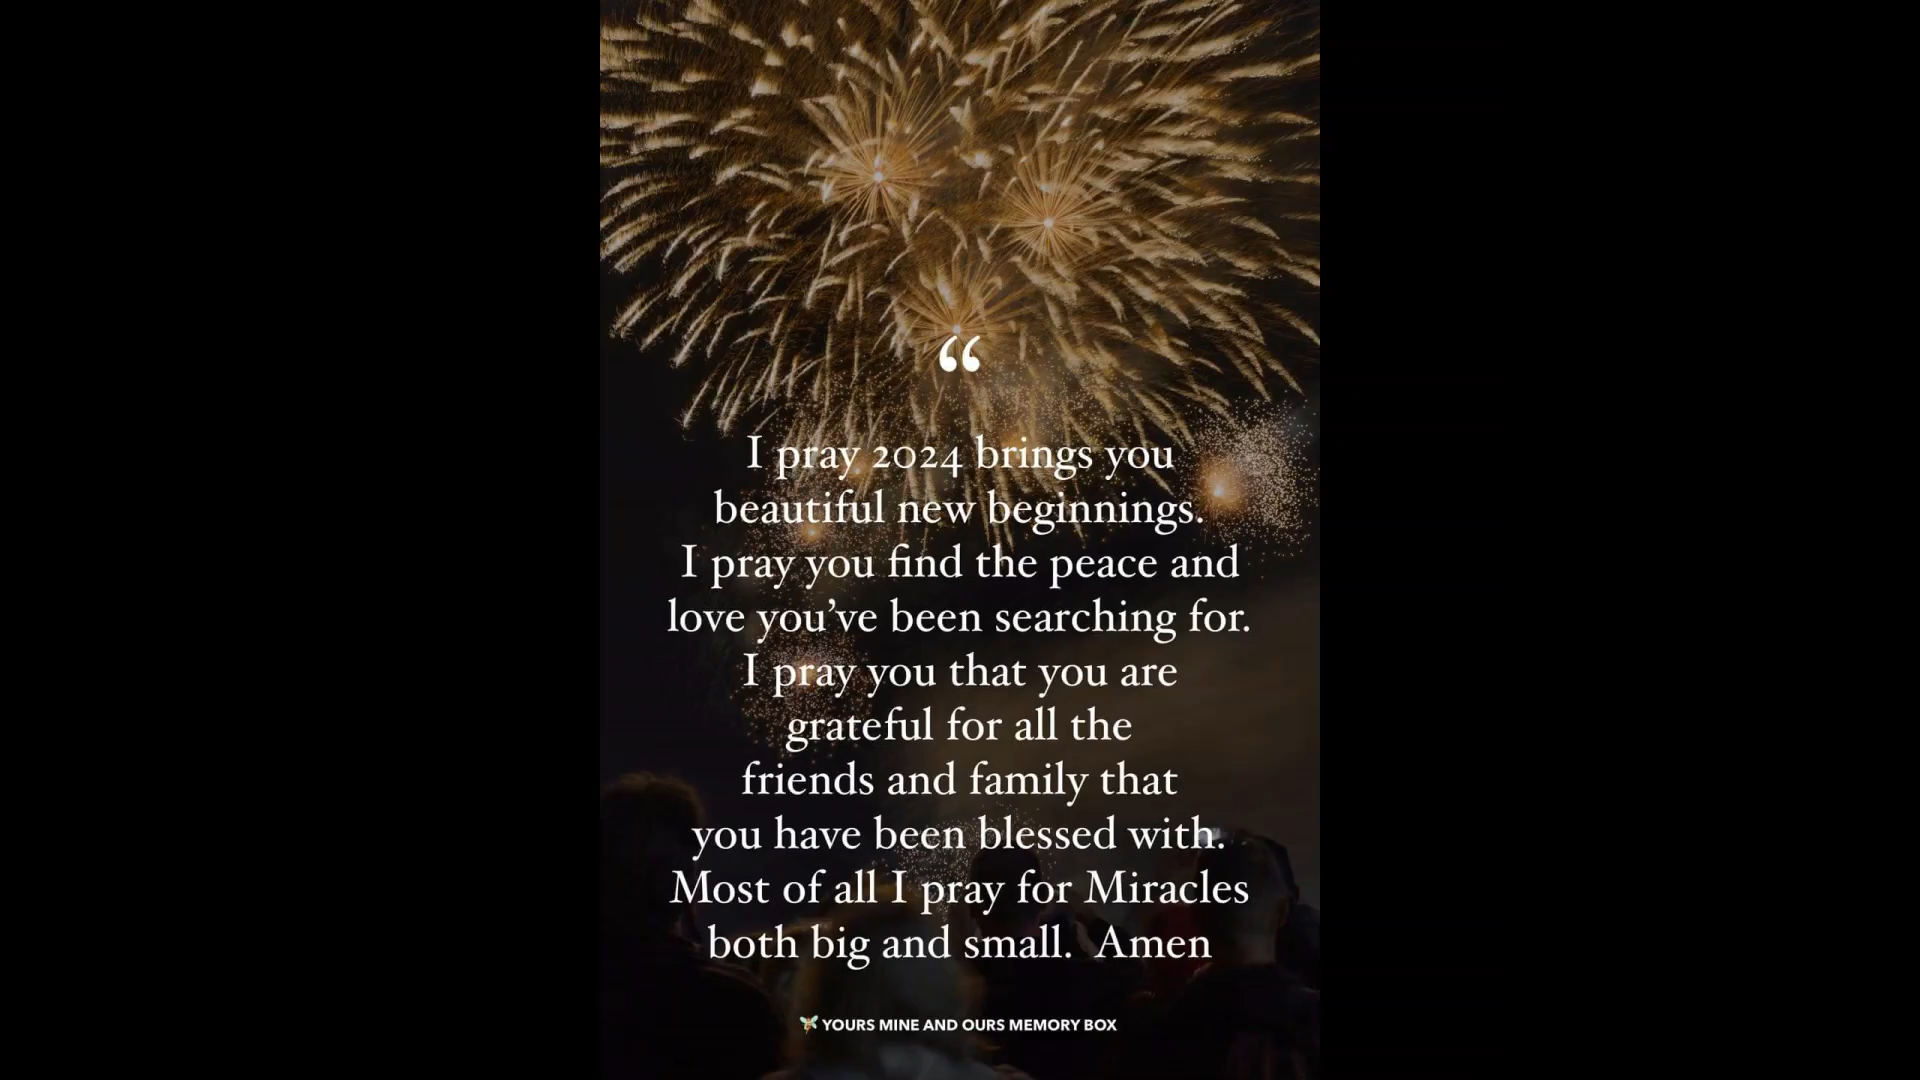 “
I pray 2024 brings you
beautiful new beginnings.
I pray you find the peace and
love you’ve been searching for.
I pray you that you are
grateful for all the
friends and family that
you have been blessed with.
Most of all I pray for Miracles
both big and small.  Amen
YOURS MINE AND OURS MEMORY BOX